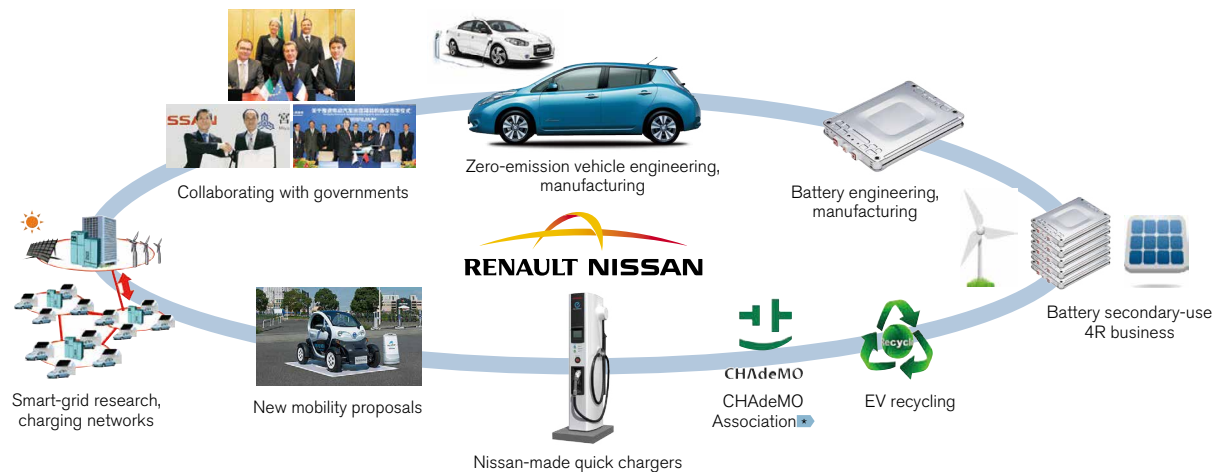 SSAN
Collaborating with governments
Zero-emission vehicle engineering,
manufacturing
Battery engineering,
manufacturing
RENAULT NISSAN
Battery secondary-use
4R business
Smart-grid research,
charging networks
New mobility proposals
Nissan-made quick chargers
CHAdeMO
CHAdeMO
Association
Recycle
EV recycling